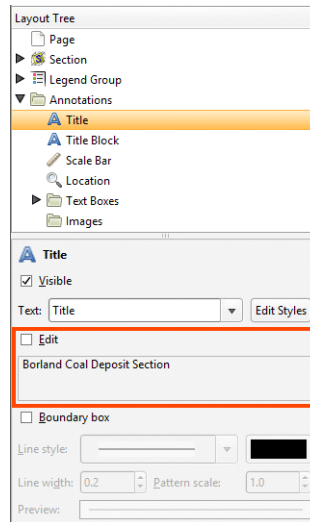 Layout Tree
Page
Section
Legend Group
Annotations
Title
Title Block
Scale Bar
Location
Text Boxes
Images
Title
Visible
Text: Title Edit Styles
Edit
Borland Coal Deposit Section
Boundary box
Line style:
Line width: 0.2 Pattern scale: 1.0
Preview: